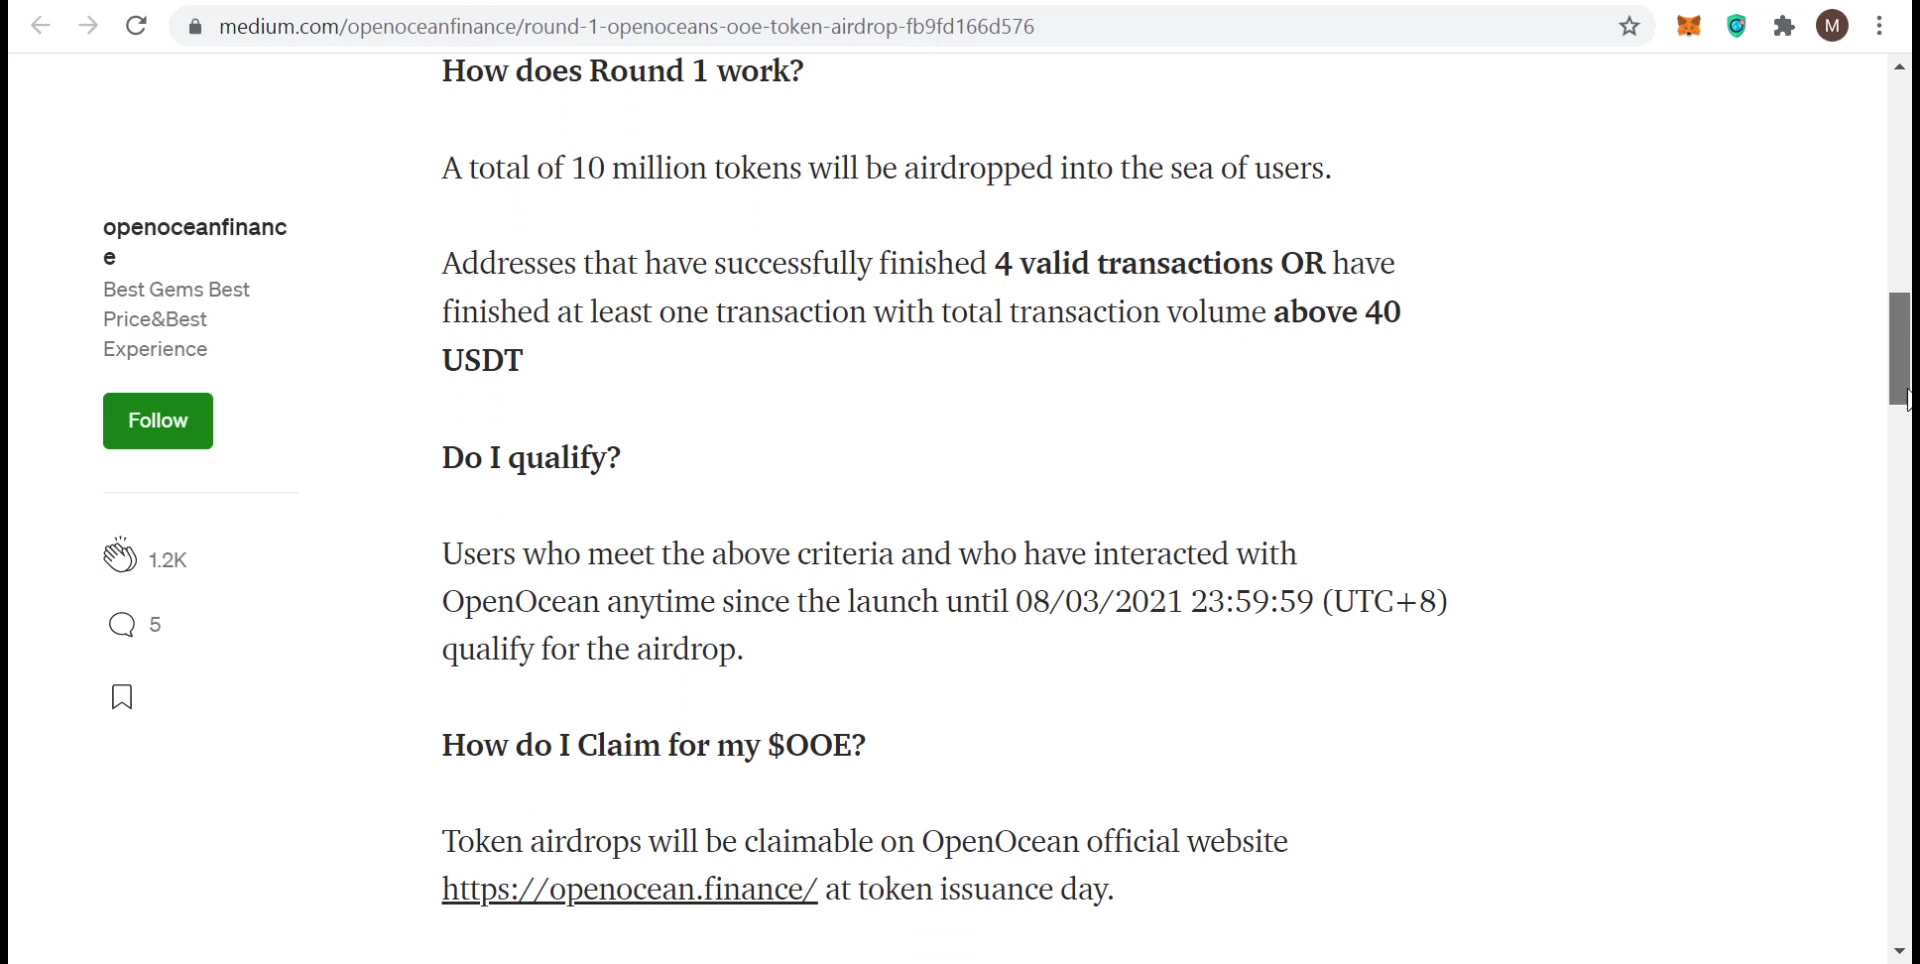 medium.com/openoceanfinance/round-1-openoceans-ooe-token-airdrop-fb9fd166d576
M
How does Round 1 work?
A total of 10 million tokens will be airdropped into the sea of users.
openoceanfinanc
e
Best Gems Best
Price&Best
Experience
Follow
1.2K
5
Addresses that have successfully finished 4 valid transactions OR have
finished at least one transaction with total transaction volume above 40
USDT
Do I qualify?
Users who meet the above criteria and who have interacted with
OpenOcean anytime since the launch until 08/03/2021 23:59:59 (UTC+8)
qualify for the airdrop.
How do I Claim for my $OOE?
Token airdrops will be claimable on OpenOcean official website
https://openocean.finance/ at token issuance day.